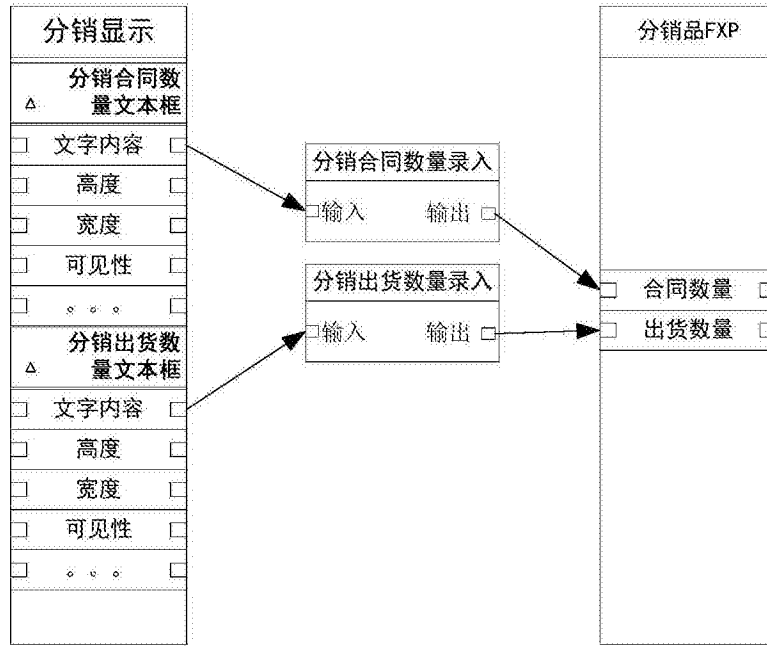 分销显示
分销合同数
△ 量文本框
文字内容
高度
宽度
可见性
。。。
分销出货数
△ 量文本框
文字内容
高度
宽度
可见性
。。。
分销合同数量录入
输入 输出
分销出货数量录入
输入 输出
分销品FXP
合同数量
出货数量